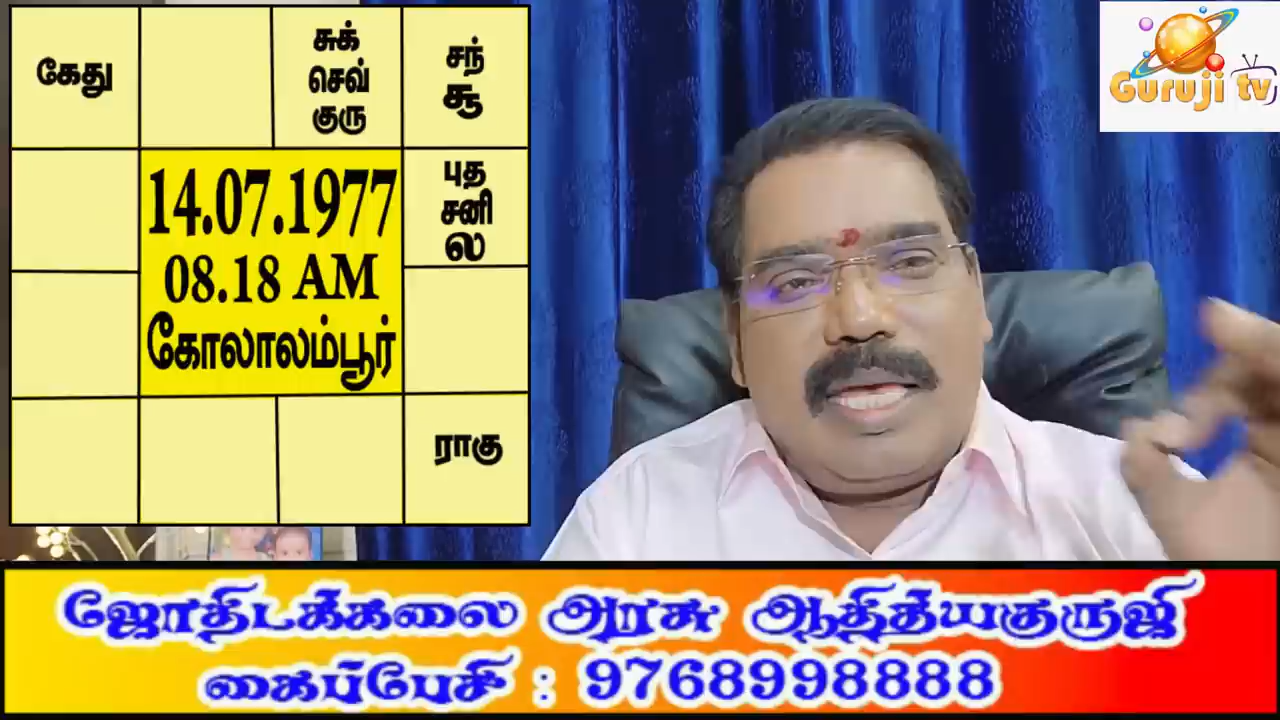 கேது
சுக்
செவ்
குரு
சந்
சூ
புத
சனி
ல
14.07.1977
08.18 AM
கோலாலம்பூர்
ராகு
Guruji tv
ஜோதிடக்கலை அரசு ஆதித்யகுருஜி
கைப்பேசி : 9768998888